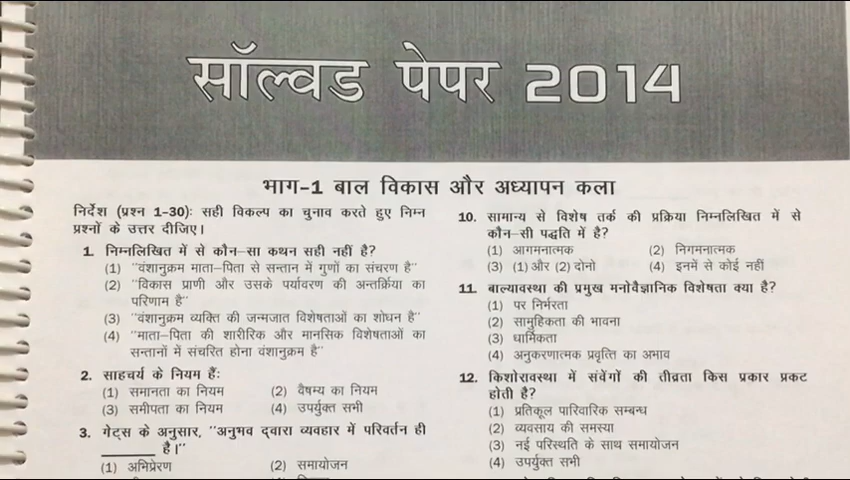 सॉल्वड पेपर 2014
भाग-1 बाल विकास और अध्यापन कला
निर्देश (प्रश्न 1-30): सही विकल्प का चुनाव करते हुए निम्न
प्रश्नों के उत्तर दीजिए।
1. निम्नलिखित में से कौन-सा कथन सही नहीं है?
(1) "वंशानुक्रम माता-पिता से सन्तान में गुणों का संचरण है"
(2) "विकास प्राणी और उसके पर्यावरण की अन्तर्क्रिया का
परिणाम है"
(3) "वंशानुक्रम व्यक्ति की जन्मजात विशेषताओं का शोधन है"
(4) "माता-पिता की शारीरिक और मानसिक विशेषताओं का
सन्तानों में संचरित होना वंशानुक्रम है"
2. साहचर्य के नियम हैं:
(1) समानता का नियम (2) वैषम्य का नियम
(3) समीपता का नियम (4) उपर्युक्त सभी
3. गेट्स के अनुसार, "अनुभव द्वारा व्यवहार में परिवर्तन ही
________ है।"
(1) अभिप्रेरण (2) समायोजन
10. सामान्य से विशेष तर्क की प्रक्रिया निम्नलिखित में से
कौन-सी पद्धति में है?
(1) आगमनात्मक (2) निगमनात्मक
(3) (1) और (2) दोनो (4) इनमें से कोई नहीं
11. बाल्यावस्था की प्रमुख मनोवैज्ञानिक विशेषता क्या है?
(1) पर निर्भरता
(2) सामुहिकता की भावना
(3) धार्मिकता
(4) अनुकरणात्मक प्रवृत्ति का अभाव
12. किशोरावस्था में संवेगों की तीव्रता किस प्रकार प्रकट
होती है?
(1) प्रतिकूल पारिवारिक सम्बन्ध
(2) व्यवसाय की समस्या
(3) नई परिस्थति के साथ समायोजन
(4) उपर्युक्त सभी